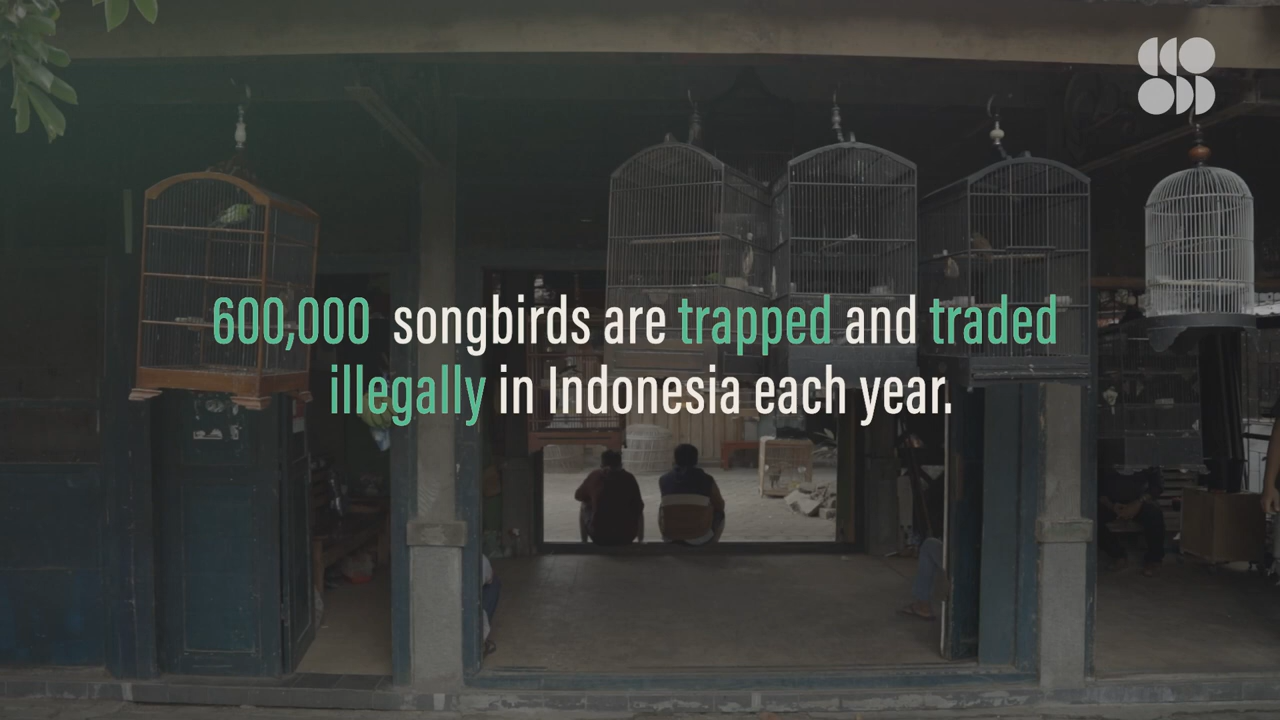 600,000 songbirds are trapped and traded
illegally in Indonesia each year.